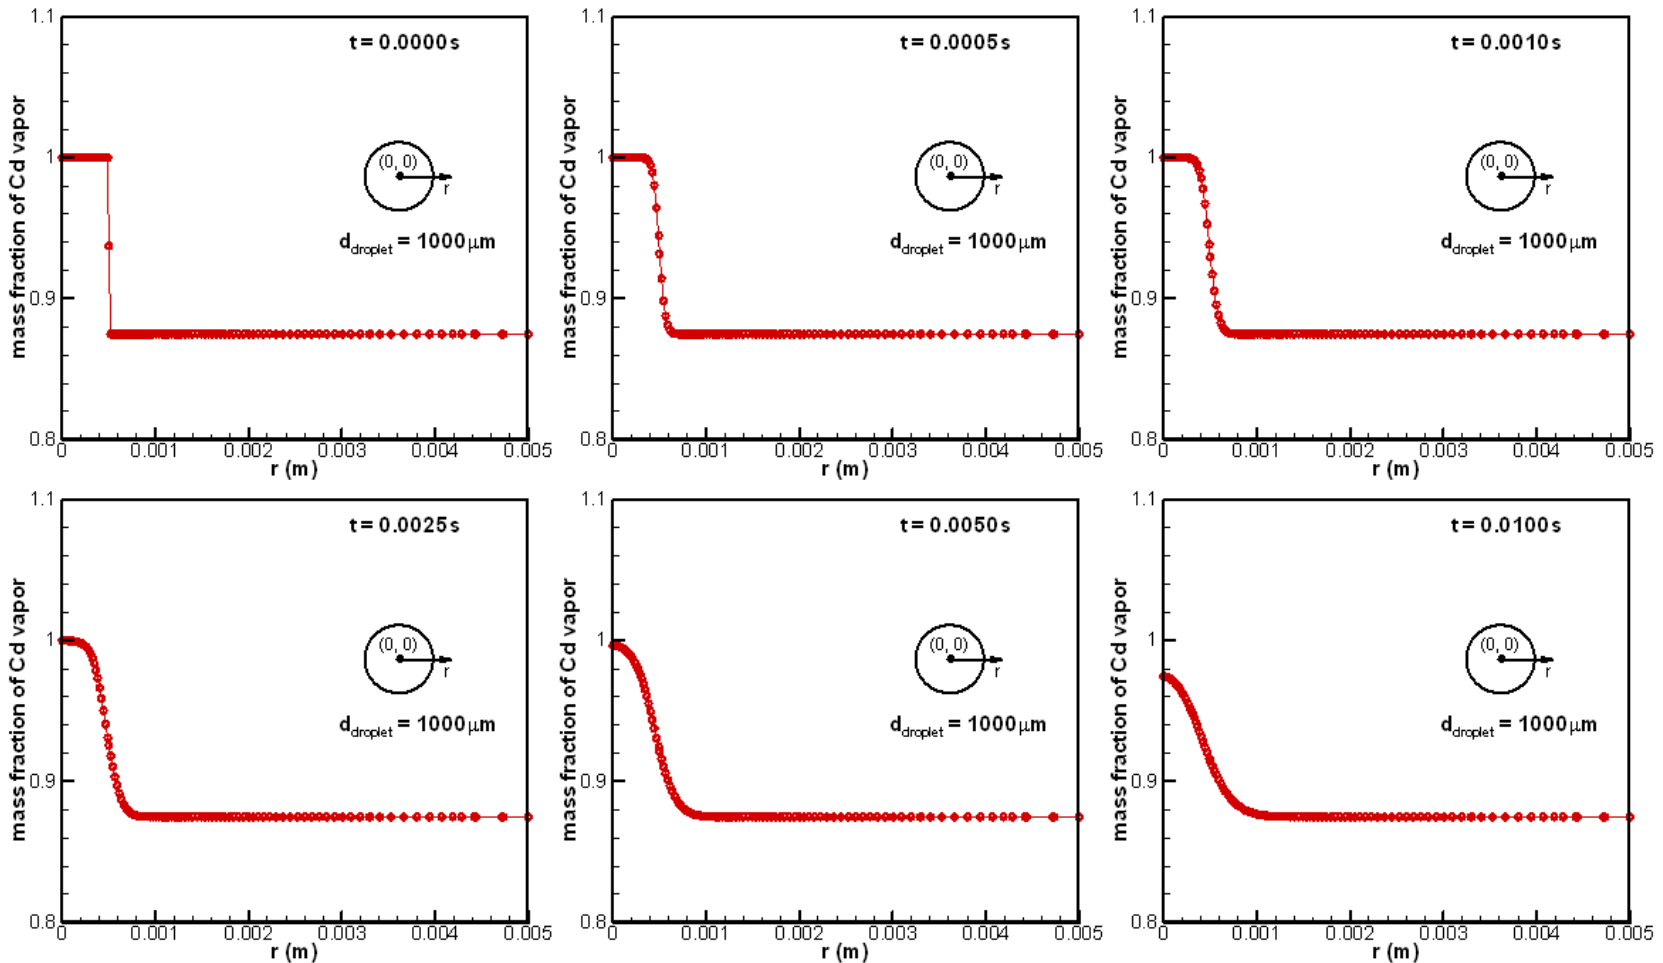 1.1
t = 0.0000s
mass fraction of Cd vapor
1
(0, 0)
r
d_droplet = 1000μm
0.9
0.8
0 0.001 0.002 0.003 0.004 0.005
r (m)
1.1
t = 0.0005s
mass fraction of Cd vapor
1
(0, 0)
r
d_droplet = 1000μm
0.9
0.8
0 0.001 0.002 0.003 0.004 0.005
r (m)
1.1
t = 0.0010s
mass fraction of Cd vapor
1
(0, 0)
r
d_droplet = 1000μm
0.9
0.8
0 0.001 0.002 0.003 0.004 0.005
r (m)
1.1
t = 0.0025s
mass fraction of Cd vapor
1
(0, 0)
r
d_droplet = 1000μm
0.9
0.8
0 0.001 0.002 0.003 0.004 0.005
r (m)
1.1
t = 0.0050s
mass fraction of Cd vapor
1
(0, 0)
r
d_droplet = 1000μm
0.9
0.8
0 0.001 0.002 0.003 0.004 0.005
r (m)
1.1
t = 0.0100s
mass fraction of Cd vapor
1
(0, 0)
r
d_droplet = 1000μm
0.9
0.8
0 0.001 0.002 0.003 0.004 0.005
r (m)